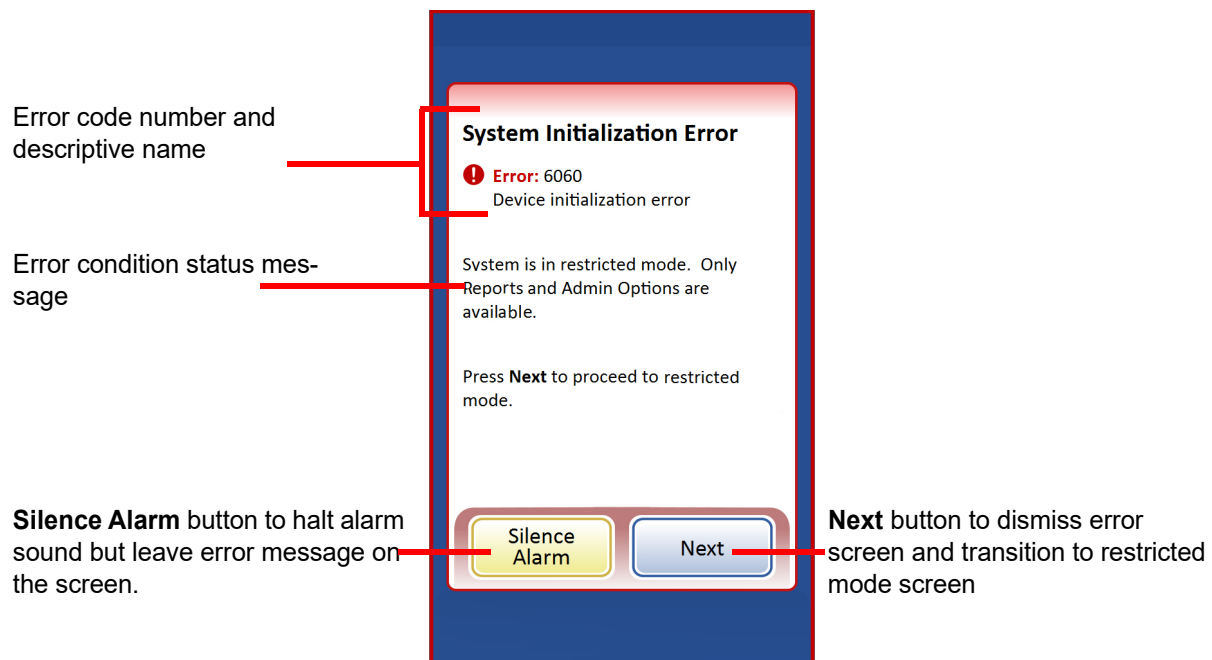 Error code number and
descriptive name
Error condition status mes-
sage
Silence Alarm button to halt alarm
sound but leave error message on
the screen.
System Initialization Error
Error: 6060
Device initialization error
System is in restricted mode. Only
Reports and Admin Options are
available.
Press Next to proceed to restricted
mode.
Silence
Alarm
Next
Next button to dismiss error
screen and transition to restricted
mode screen